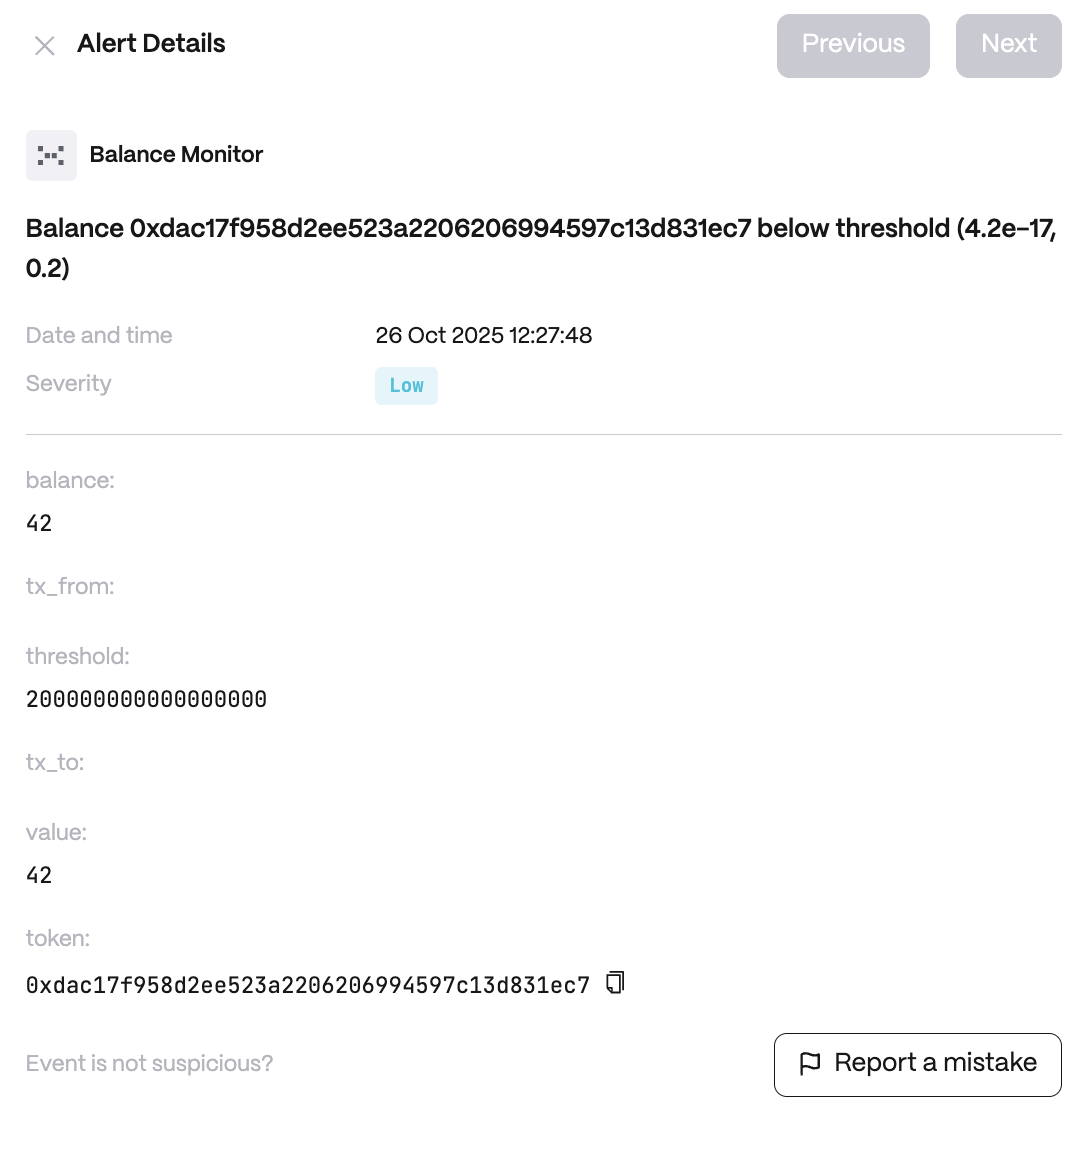 Alert Details
Previous
Next
Balance Monitor
Balance 0xdac17f958d2ee523a2206206994597c13d831ec7 below threshold (4.2e-17,
0.2)
Date and time
26 Oct 2025 12:27:48
Severity
Low
balance:
42
tx_from:
threshold:
200000000000000000
tx_to:
value:
42
token:
0xdac17f958d2ee523a2206206994597c13d831ec7
Event is not suspicious?
Report a mistake